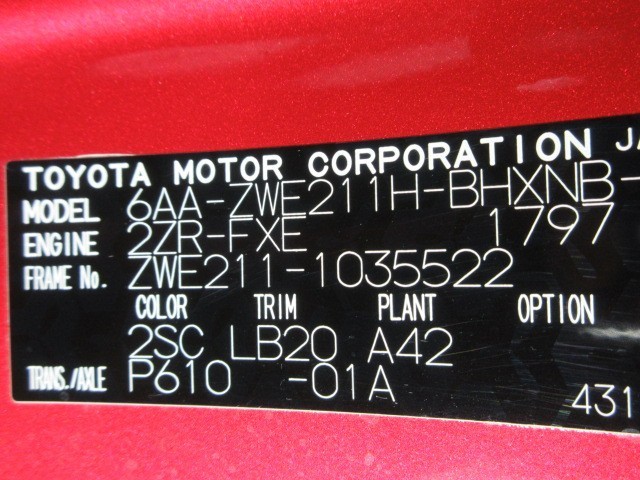 TOYOTA MOTOR CORPORATION JA
MODEL 6AA-ZWE211H-BHXNB-
ENGINE 2ZR-FXE 1797
FRAME No. ZWE211-1035522
COLOR TRIM PLANT OPTION
2SC LB20 A42
TRANS./AXLE P610 -01A
431